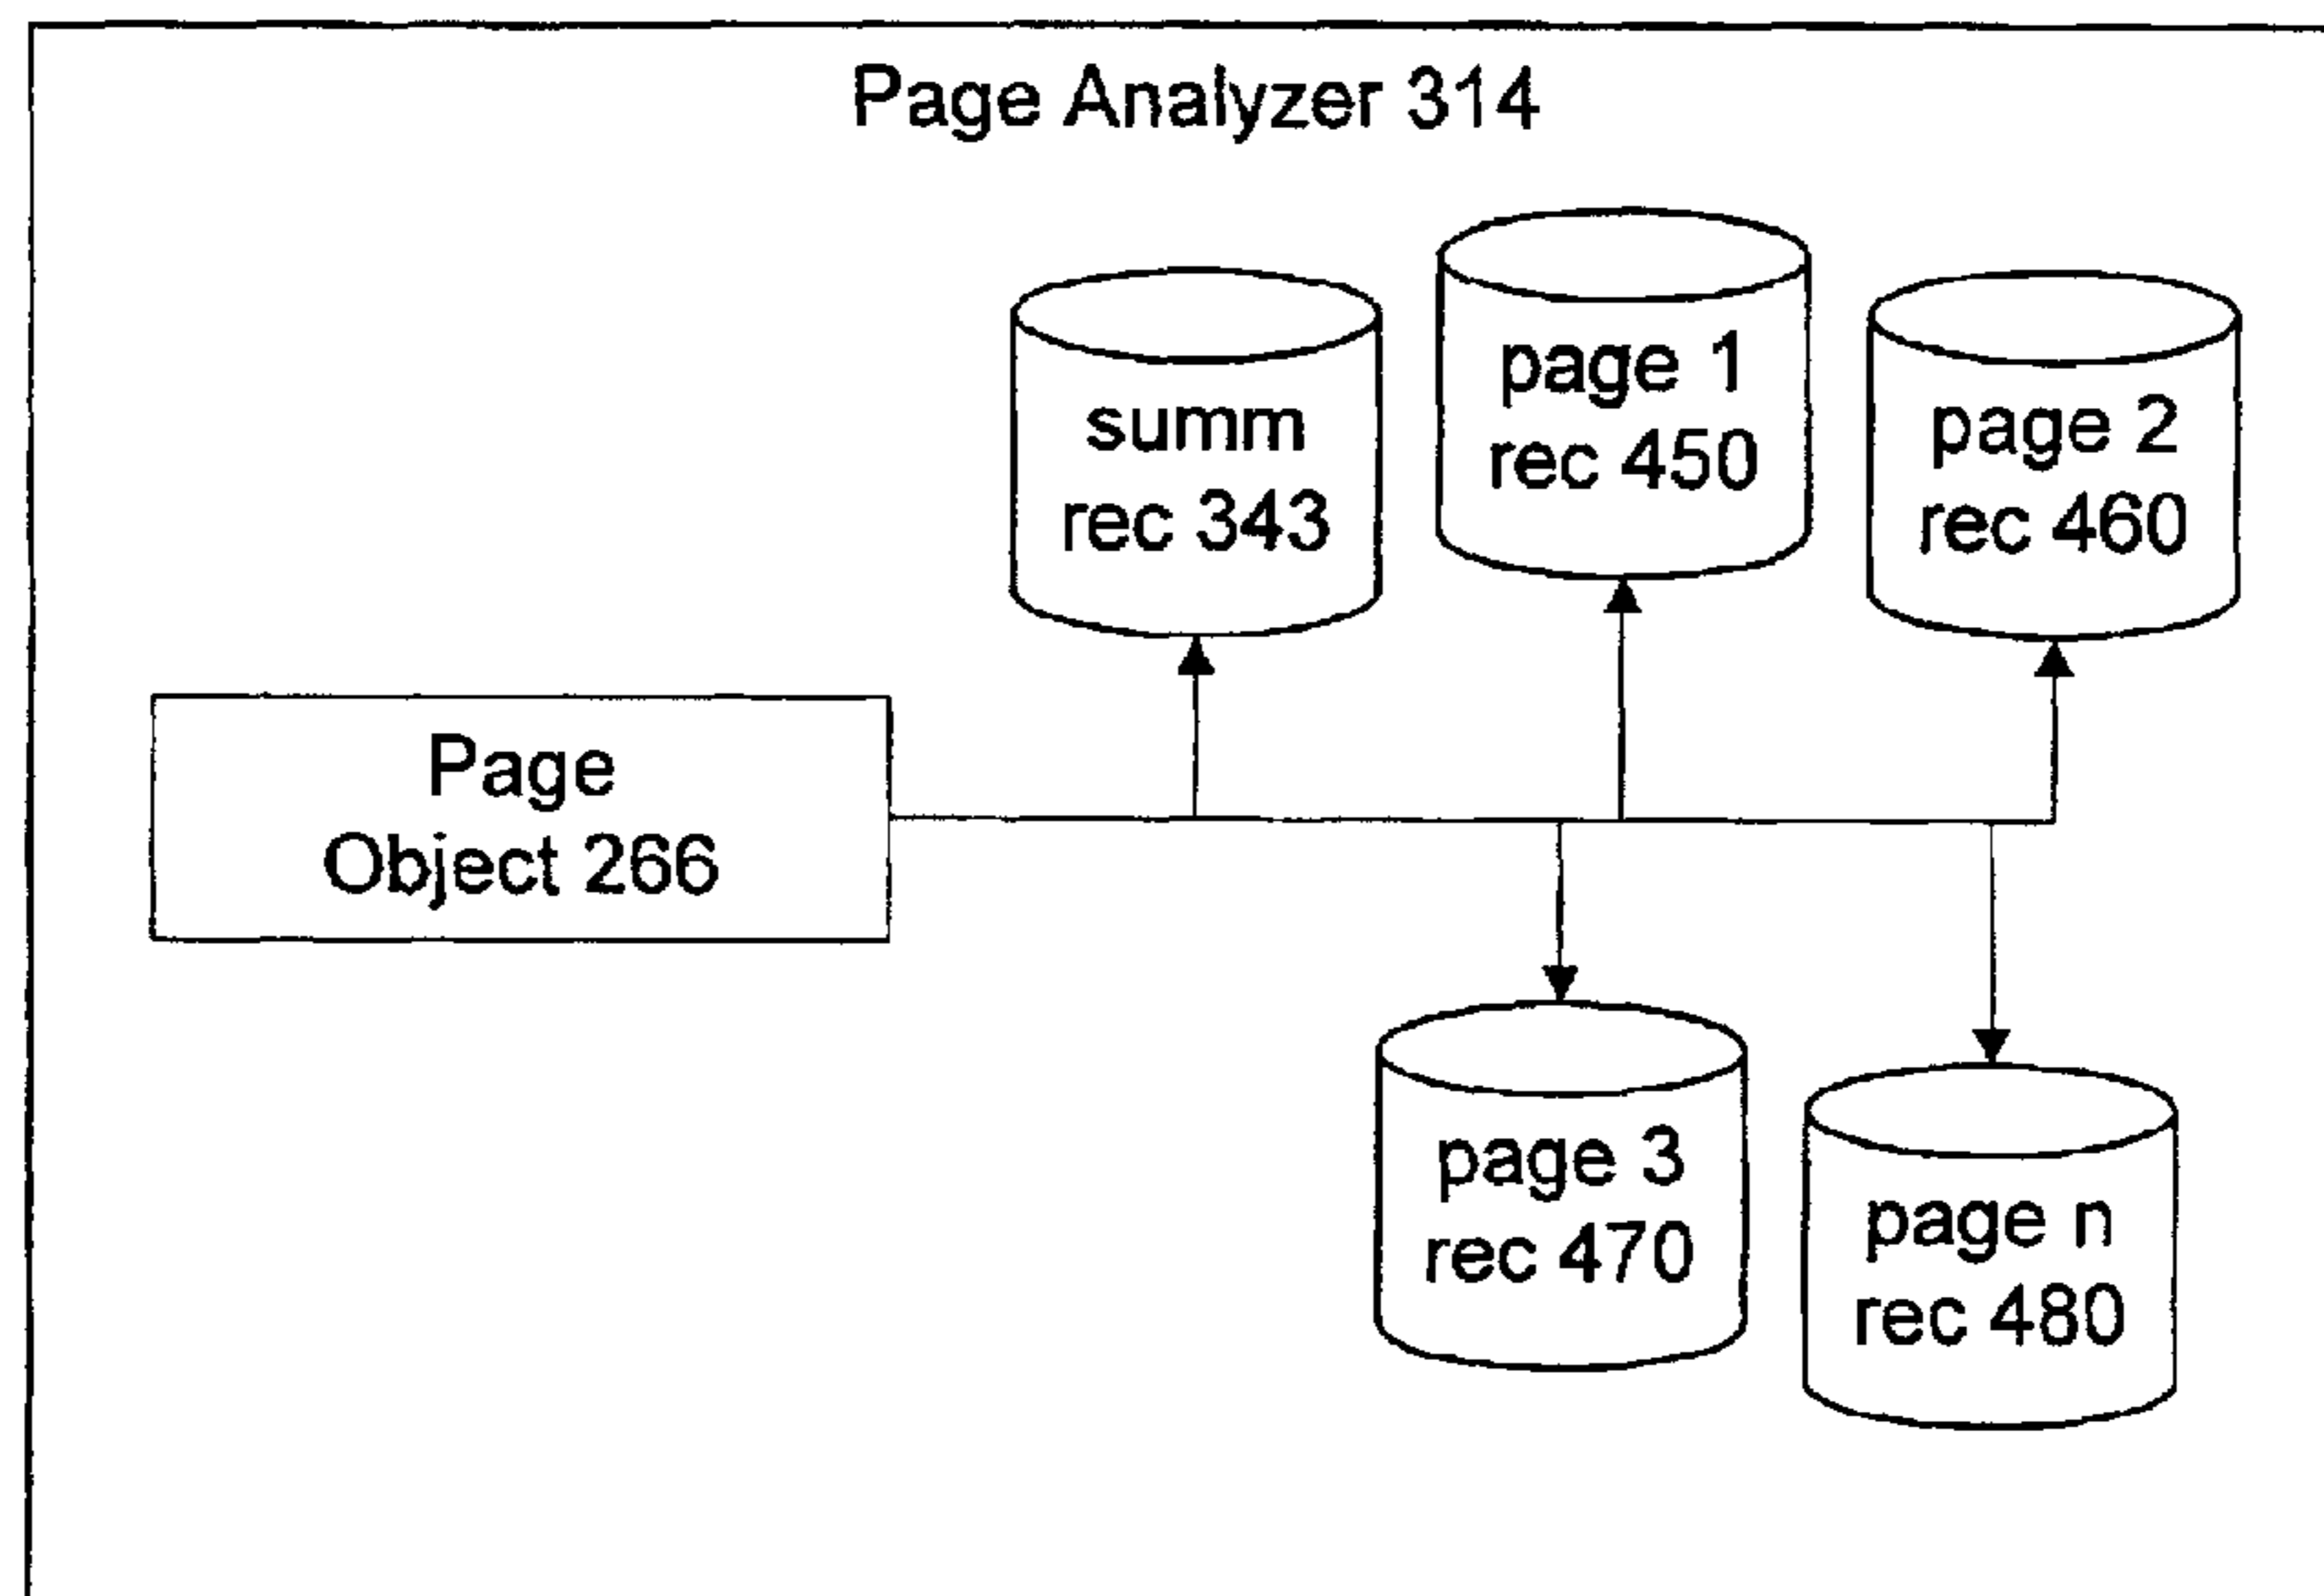 Page Analyzer 314
summ
rec 343
page 1
rec 450
page 2
rec 460
Page
Object 266
page 3
rec 470
page n
rec 480